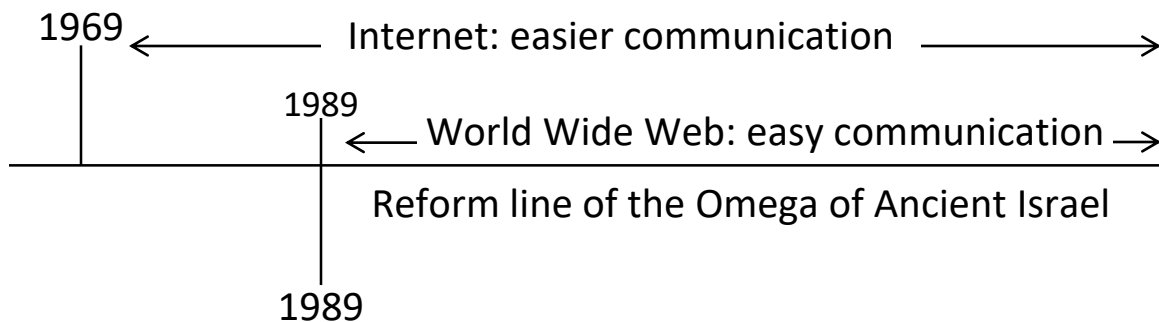 1969
Internet: easier communication
1989
World Wide Web: easy communication
Reform line of the Omega of Ancient Israel
1989